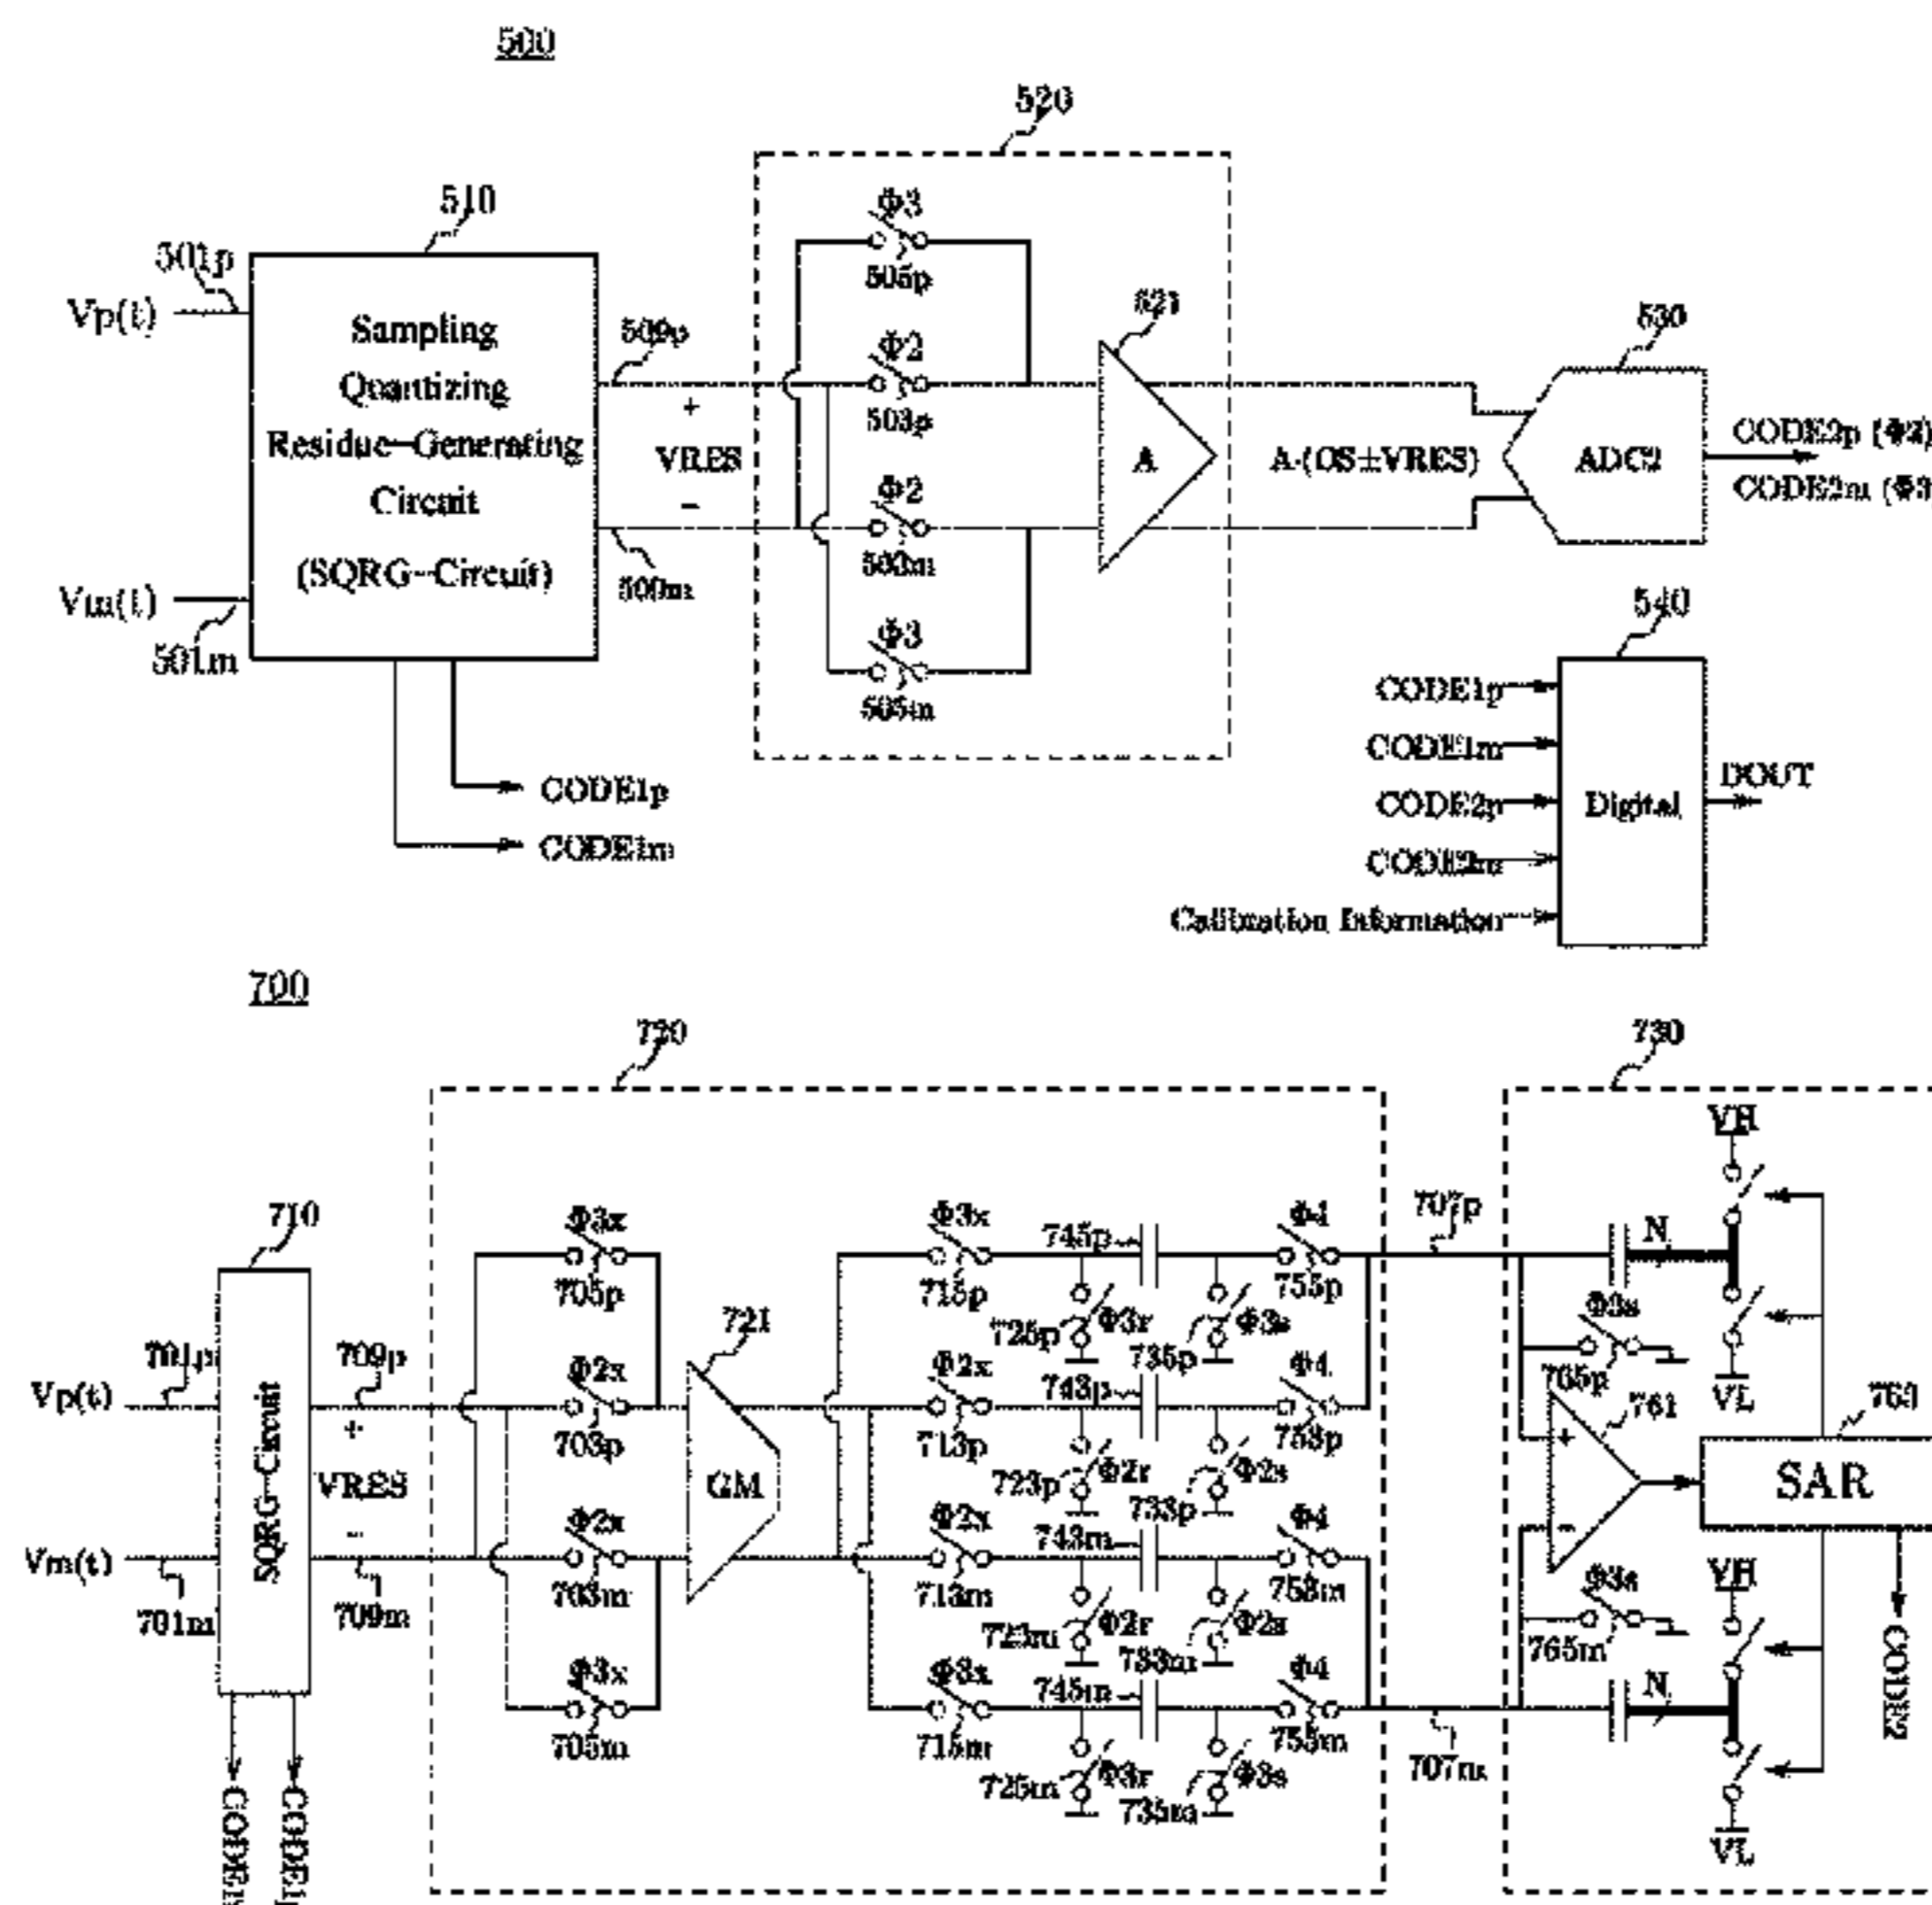 500
520
510
501p
Vp(t)
Sampling
Quantizing
Residue-Generating
Circuit
(SQRG-Circuit)
Vm(t)
501m
509p
+
VRES
-
509m
Φ3
505p
Φ2
503p
Φ2
503m
Φ3
505m
521
A
A·(OS±VRES)
530
ADC2
CODE2p (Φ2)
CODE2m (Φ3
CODE1p
CODE1m
540
CODE1p
CODE1m
CODE2p
CODE2m
Calibration Information
Digital
DOUT
700
720
730
710
701p
Vp(t)
Vm(t)
701m
SQRG-Circuit
709p
+
VRES
-
709m
Φ3x
705p
Φ2x
703p
Φ2x
703m
Φ3x
705m
721
GM
Φ3x
715p
Φ2x
713p
Φ2x
713m
Φ3x
715m
745p
725p
Φ3r
735p
Φ3s
743p
723p
Φ2r
733p
Φ2s
743m
723m
Φ2r
733m
Φ2s
745m
725m
Φ3r
735m
Φ3s
Φ4
755p
Φ4
753p
Φ4
753m
Φ4
755m
707p
707m
VH
N
Φ3s
765p
VL
761
+
-
763
SAR
Φ3s
765m
VH
N
VL
CODE2